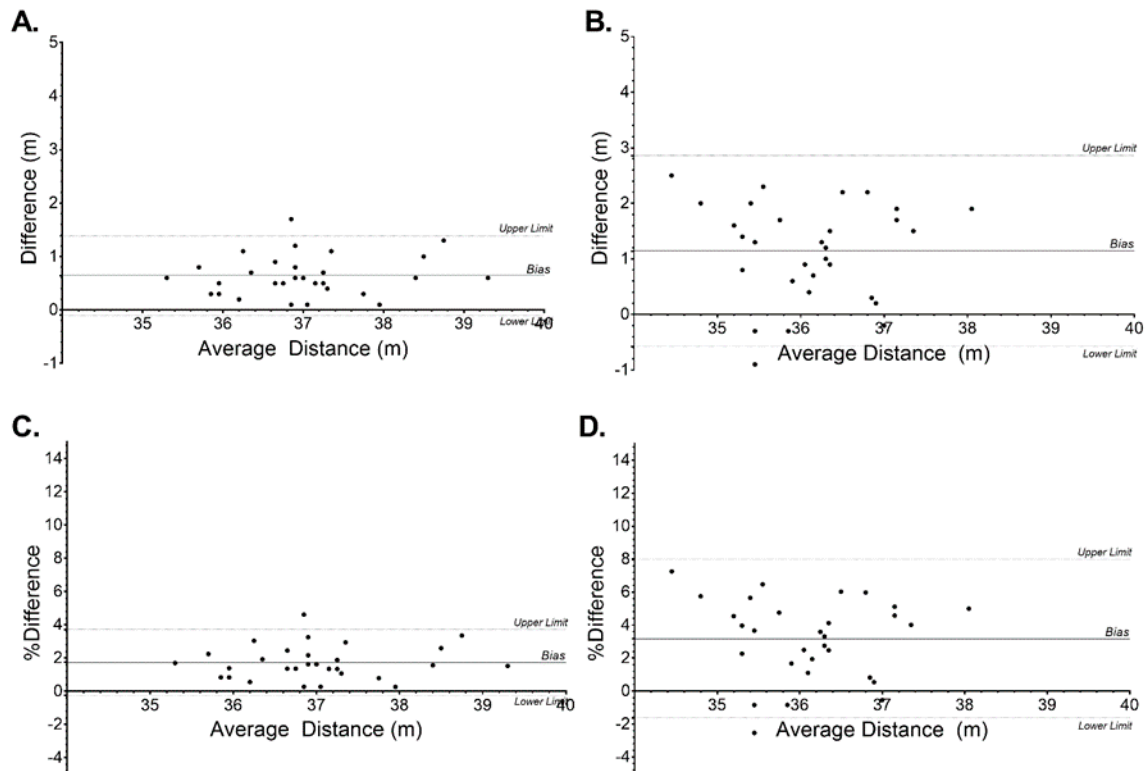 A.
5
4
3
2
1
0
-1
Difference (m)
Upper Limit
Bias
Lower Limit
35 36 37 38 39 40
Average Distance (m)
B.
5
4
3
2
1
0
-1
Difference (m)
Upper Limit
Bias
Lower Limit
35 36 37 38 39 40
Average Distance (m)
C.
14
12
10
8
6
4
2
0
-2
-4
%Difference
Upper Limit
Bias
Lower Limit
35 36 37 38 39 40
Average Distance (m)
D.
14
12
10
8
6
4
2
0
-2
-4
%Difference
Upper Limit
Bias
Lower Limit
35 36 37 38 39 40
Average Distance (m)